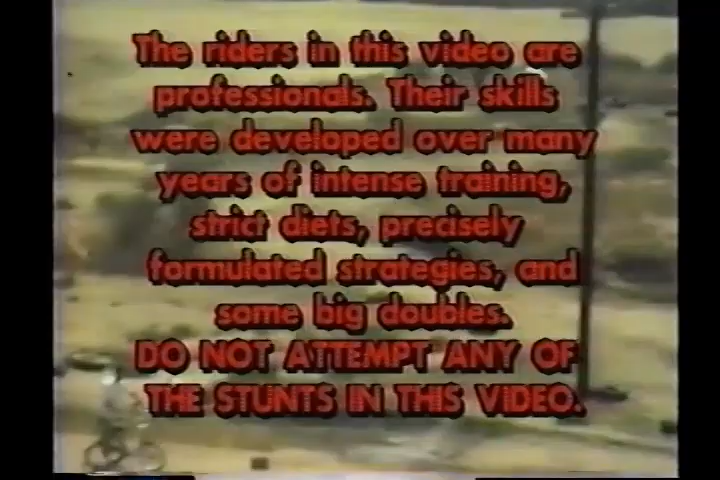 The riders in this video are
professionals. Their skills
were developed over many
years of intense training,
strict diets, precisely
formulated strategies, and
some big doubles.
DO NOT ATTEMPT ANY OF
THE STUNTS IN THIS VIDEO.